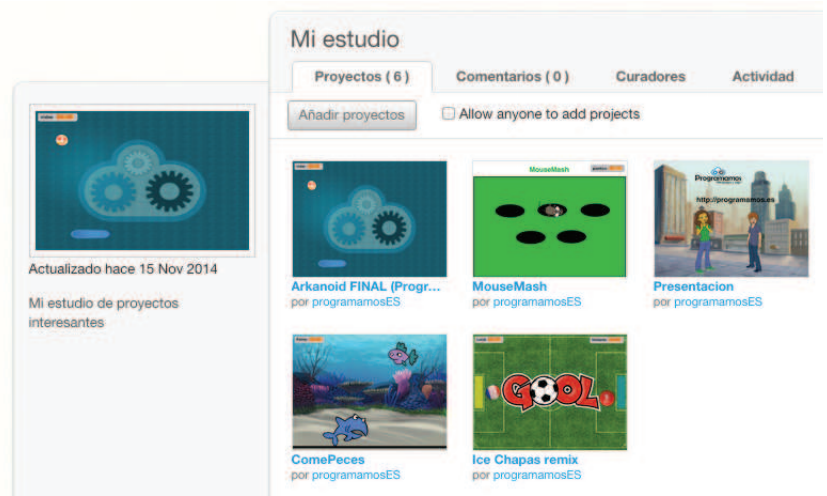 Mi estudio
Proyectos ( 6 )
Comentarios ( 0 )
Curadores
Actividad
Añadir proyectos
Allow anyone to add projects
Actualizado hace 15 Nov 2014
Mi estudio de proyectos
interesantes
MouseMash
Programamos
http://programamos.es
Arkanoid FINAL (Progr...
por programamosES
MouseMash
por programamosES
Presentacion
por programamosES
GOOL
ComePeces
por programamosES
Ice Chapas remix
por programamosES